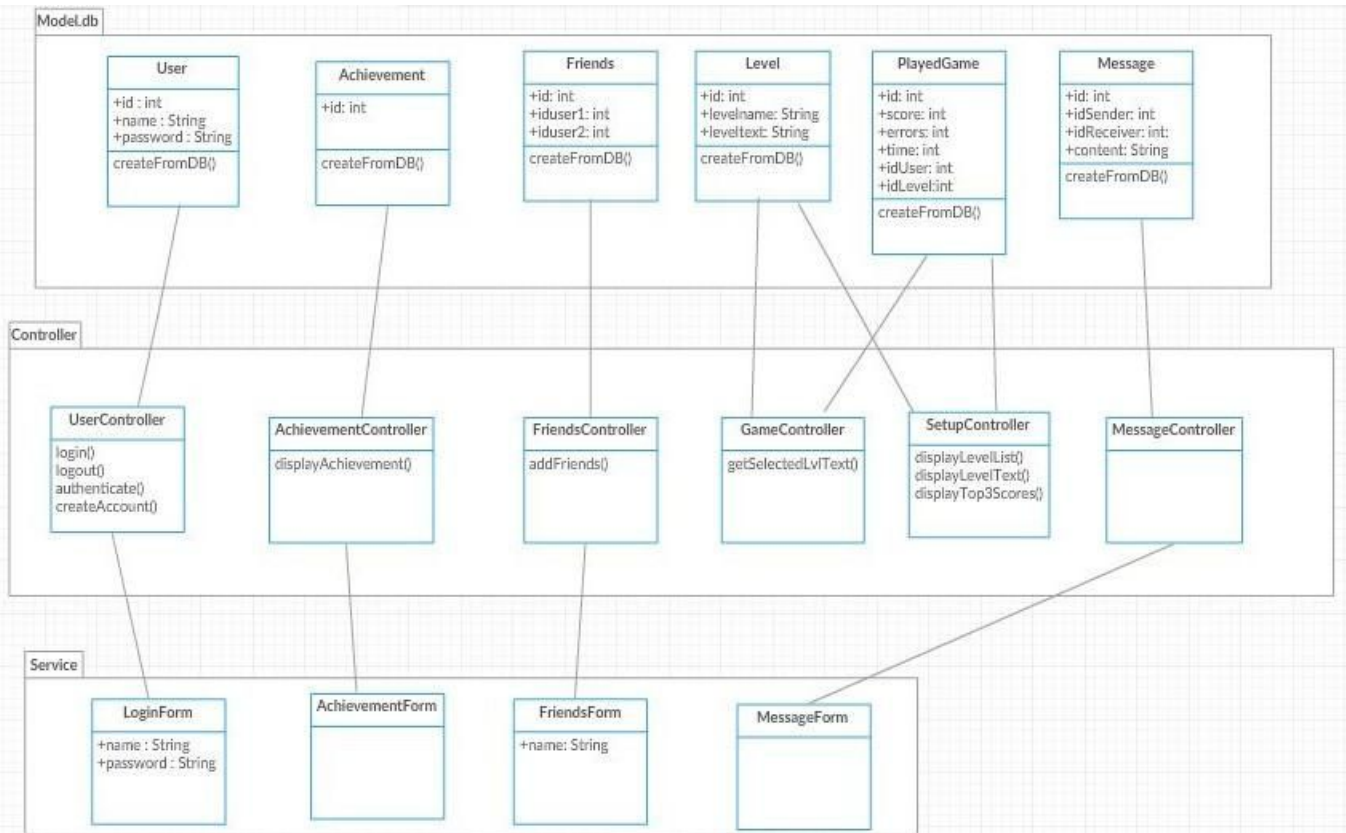 Model.db
User
+id : int
+name : String
+password : String
createFromDB()
Achievement
+id: int
createFromDB()
Friends
+id: int
+iduser1: int
+iduser2: int
createFromDB()
Level
+id: int
+levelname: String
+leveltext: String
createFromDB()
PlayedGame
+id: int
+score: int
+errors: int
+time: int
+idUser: int
+idLevel:int
createFromDB()
Message
+id: int
+idSender: int
+idReceiver: int:
+content: String
createFromDB()
Controller
UserController
login()
logout()
authenticate()
createAccount()
AchievementController
displayAchievement()
FriendsController
addFriends()
GameController
getSelectedLvlText()
SetupController
displayLevelList()
displayLevelText()
displayTop3Scores()
MessageController
Service
LoginForm
+name : String
+password : String
AchievementForm
FriendsForm
+name: String
MessageForm